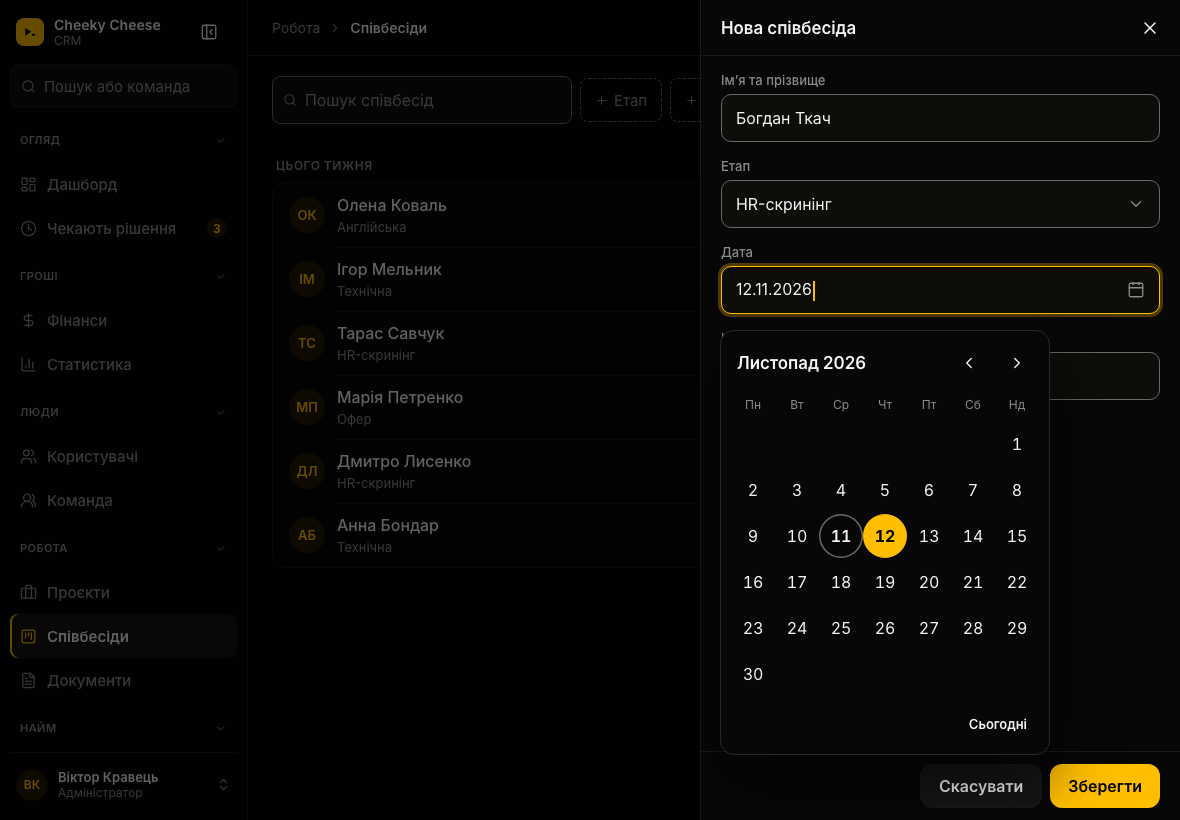 Cheeky Cheese
CRM
Пошук або команда
ОГЛЯД
Дашборд
Чекають рішення 3
ГРОШІ
Фінанси
Статистика
ЛЮДИ
Користувачі
Команда
РОБОТА
Проєкти
Співбесіди
Документи
НАЙМ
ВК Віктор Кравець
Адміністратор
Робота > Співбесіди
Пошук співбесід
+ Етап
+
ЦЬОГО ТИЖНЯ
ОК Олена Коваль
Англійська
ІМ Ігор Мельник
Технічна
ТС Тарас Савчук
HR-скринінг
МП Марія Петренко
Офер
ДЛ Дмитро Лисенко
HR-скринінг
АБ Анна Бондар
Технічна
Нова співбесіда
Ім’я та прізвище
Богдан Ткач
Етап
HR-скринінг
Дата
12.11.2026
Листопад 2026
Пн Вт Ср Чт Пт Сб Нд
1
2 3 4 5 6 7 8
9 10 11 12 13 14 15
16 17 18 19 20 21 22
23 24 25 26 27 28 29
30
Сьогодні
Скасувати Зберегти